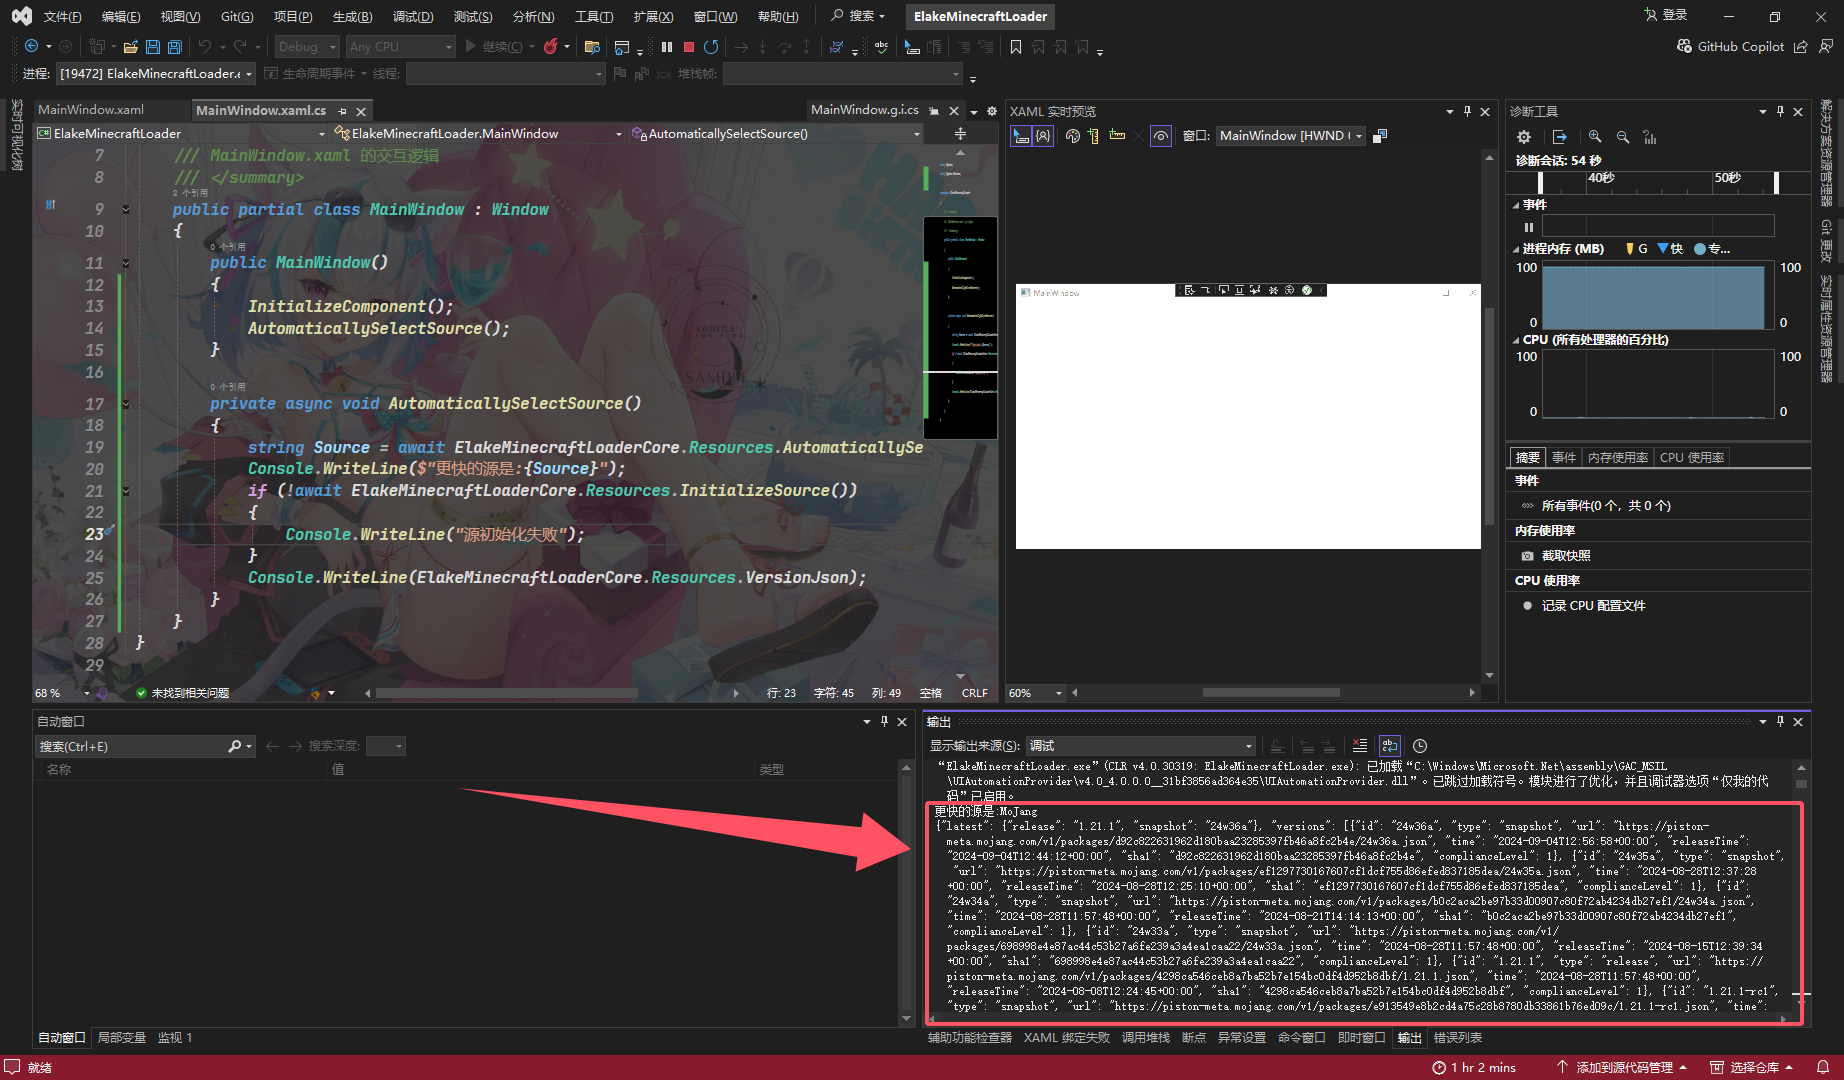 文件(F) 编辑(E) 视图(V) Git(G) 项目(P) 生成(B) 调试(D) 测试(S) 分析(N) 工具(T) 扩展(X) 窗口(W) 帮助(H) 搜索 ElakeMinecraftLoader 登录
Debug Any CPU 继续(C) GitHub Copilot
进程: [19472] ElakeMinecraftLoader.e 生命周期事件 线程: 堆栈帧:
实时可视化树
MainWindow.xaml MainWindow.xaml.cs MainWindow.g.i.cs
ElakeMinecraftLoader ElakeMinecraftLoader.MainWindow AutomaticallySelectSource()
7 /// MainWindow.xaml 的交互逻辑
8 /// </summary>
2 个引用
9 public partial class MainWindow : Window
10 {
0 个引用
11 public MainWindow()
12 {
13 InitializeComponent();
14 AutomaticallySelectSource();
15 }
16
0 个引用
17 private async void AutomaticallySelectSource()
18 {
19 string Source = await ElakeMinecraftLoaderCore.Resources.AutomaticallySe
20 Console.WriteLine($"更快的源是:{Source}");
21 if (!await ElakeMinecraftLoaderCore.Resources.InitializeSource())
22 {
23 Console.WriteLine("源初始化失败");
24 }
25 Console.WriteLine(ElakeMinecraftLoaderCore.Resources.VersionJson);
26 }
27 }
28 }
29
somna-
SAMPLE
68 % 未找到相关问题 行: 23 字符: 45 列: 49 空格 CRLF
XAML 实时预览
窗口: MainWindow [HWND (
MainWindow
60%
诊断工具
诊断会话: 54 秒
40秒 50秒
事件
进程内存 (MB) G 快 专...
100 100
0 0
CPU (所有处理器的百分比)
100 100
0 0
摘要 事件 内存使用率 CPU 使用率
事件
所有事件(0 个，共 0 个)
内存使用率
截取快照
CPU 使用率
记录 CPU 配置文件
解决方案资源管理器
Git 更改
实时属性资源管理器
自动窗口
搜索(Ctrl+E) 搜索深度:
名称 值 类型
自动窗口 局部变量 监视 1
输出
显示输出来源(S): 调试
“ElakeMinecraftLoader.exe”(CLR v4.0.30319: ElakeMinecraftLoader.exe): 已加载“C:\Windows\Microsoft.Net\assembly\GAC_MSIL
\UIAutomationProvider\v4.0_4.0.0.0__31bf3856ad364e35\UIAutomationProvider.dll”。已跳过加载符号。模块进行了优化，并且调试器选项“仅我的代
码”已启用。
更快的源是:MoJang
{"latest": {"release": "1.21.1", "snapshot": "24w36a"}, "versions": [{"id": "24w36a", "type": "snapshot", "url": "https://piston-
meta.mojang.com/v1/packages/d92c822631962d180baa23285397fb46a8fc2b4e/24w36a.json", "time": "2024-09-04T12:56:58+00:00", "releaseTime":
"2024-09-04T12:44:12+00:00", "sha1": "d92c822631962d180baa23285397fb46a8fc2b4e", "complianceLevel": 1}, {"id": "24w35a", "type": "snapshot",
"url": "https://piston-meta.mojang.com/v1/packages/ef1297730167607cf1dcf755d86efed837185dea/24w35a.json", "time": "2024-08-28T12:37:28
+00:00", "releaseTime": "2024-08-28T12:25:10+00:00", "sha1": "ef1297730167607cf1dcf755d86efed837185dea", "complianceLevel": 1}, {"id":
"24w34a", "type": "snapshot", "url": "https://piston-meta.mojang.com/v1/packages/b0c2aca2be97b33d00907c80f72ab4234db27ef1/24w34a.json",
"time": "2024-08-28T11:57:48+00:00", "releaseTime": "2024-08-21T14:14:13+00:00", "sha1": "b0c2aca2be97b33d00907c80f72ab4234db27ef1",
"complianceLevel": 1}, {"id": "24w33a", "type": "snapshot", "url": "https://piston-meta.mojang.com/v1/
packages/698998e4e87ac44c53b27a6fe239a3a4ea1caa22/24w33a.json", "time": "2024-08-28T11:57:48+00:00", "releaseTime": "2024-08-15T12:39:34
+00:00", "sha1": "698998e4e87ac44c53b27a6fe239a3a4ea1caa22", "complianceLevel": 1}, {"id": "1.21.1", "type": "release", "url": "https://
piston-meta.mojang.com/v1/packages/4298ca546ceb8a7ba52b7e154bc0df4d952b8dbf/1.21.1.json", "time": "2024-08-28T11:57:48+00:00",
"releaseTime": "2024-08-08T12:24:45+00:00", "sha1": "4298ca546ceb8a7ba52b7e154bc0df4d952b8dbf", "complianceLevel": 1}, {"id": "1.21.1-rc1",
"type": "snapshot", "url": "https://piston-meta.mojang.com/v1/packages/e913549e8b2cd4a75c28b8780db33861b76ed09c/1.21.1-rc1.json", "time":
辅助功能检查器 XAML 绑定失败 调用堆栈 断点 异常设置 命令窗口 即时窗口 输出 错误列表
就绪 1 hr 2 mins 添加到源代码管理 选择仓库